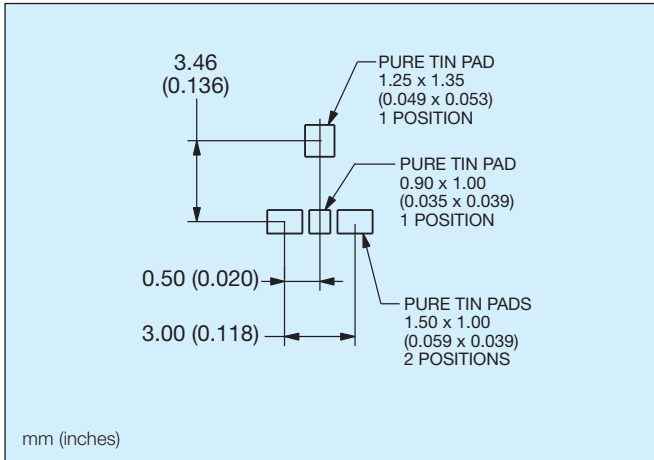 3.46
(0.136)
PURE TIN PAD
1.25 x 1.35
(0.049 x 0.053)
1 POSITION
PURE TIN PAD
0.90 x 1.00
(0.035 x 0.039)
1 POSITION
0.50 (0.020)
3.00 (0.118)
PURE TIN PADS
1.50 x 1.00
(0.059 x 0.039)
2 POSITIONS
mm (inches)